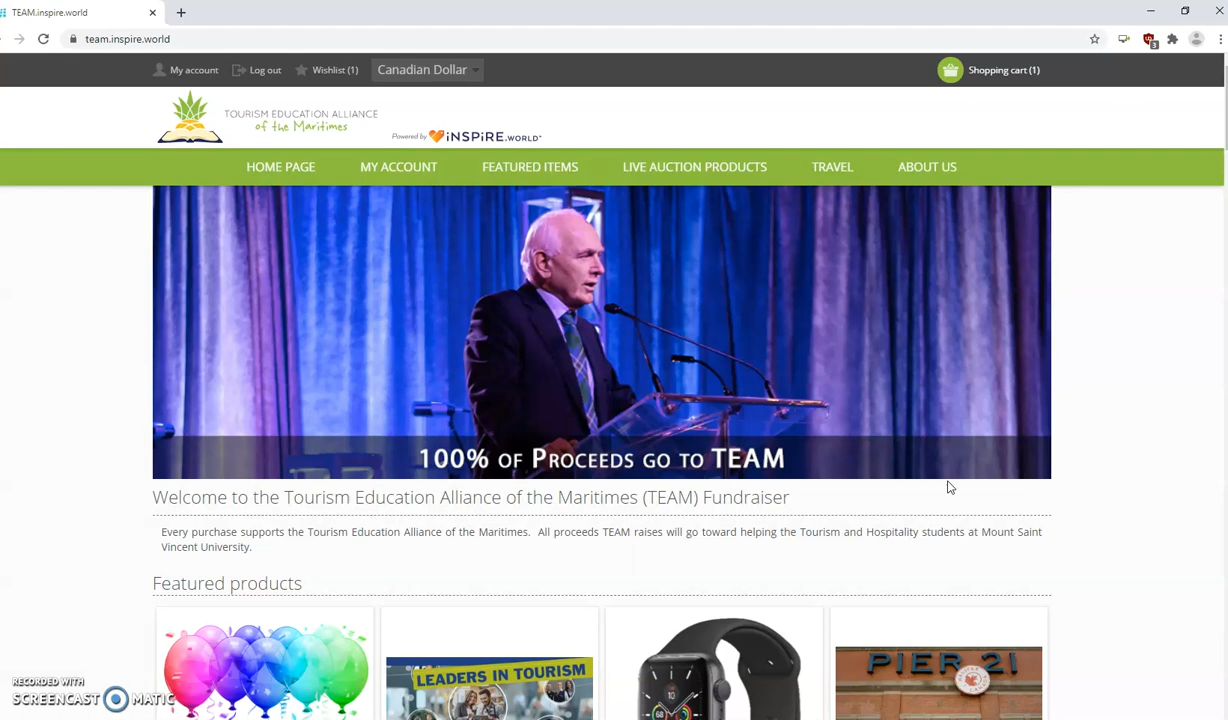 TEAM.inspire.world
team.inspire.world
3
My account
Log out
Wishlist (1)
Canadian Dollar
Shopping cart (1)
TOURISM EDUCATION ALLIANCE
of the Maritimes
Powered by iNSPiRE.WORLD
HOME PAGE
MY ACCOUNT
FEATURED ITEMS
LIVE AUCTION PRODUCTS
TRAVEL
ABOUT US
100% OF PROCEEDS GO TO TEAM
Welcome to the Tourism Education Alliance of the Maritimes (TEAM) Fundraiser
Every purchase supports the Tourism Education Alliance of the Maritimes. All proceeds TEAM raises will go toward helping the Tourism and Hospitality students at Mount Saint
Vincent University.
Featured products
LEADERS IN TOURISM
PIER 21
RECORDED WITH
SCREENCAST MATIC